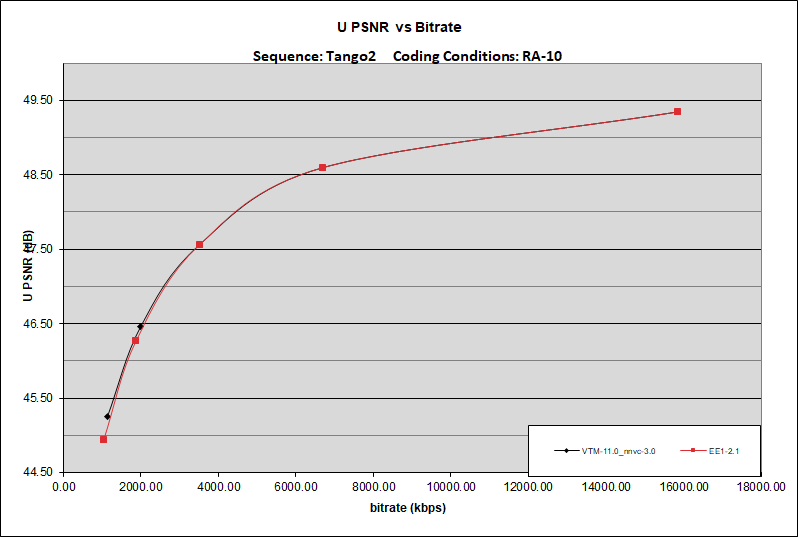 U PSNR vs Bitrate
Sequence: Tango2 Coding Conditions: RA-10
49.50
48.50
47.50
46.50
45.50
44.50
U PSNR (dB)
0.00 2000.00 4000.00 6000.00 8000.00 10000.00 12000.00 14000.00 16000.00 18000.00
bitrate (kbps)
VTM-11.0_nnvc-3.0 EE1-2.1